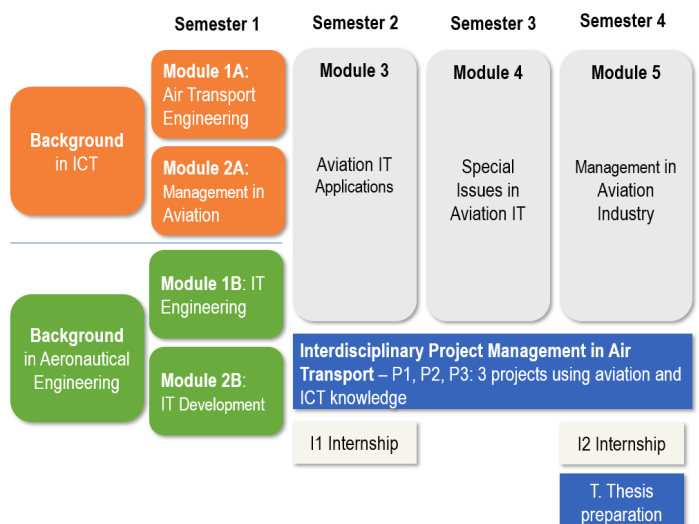 Semester 1
Semester 2
Semester 3
Semester 4
Background
in ICT
Module 1A:
Air Transport
Engineering
Module 2A:
Management in
Aviation
Background
in Aeronautical
Engineering
Module 1B: IT
Engineering
Module 2B:
IT Development
Module 3
Aviation IT
Applications
Module 4
Special
Issues in
Aviation IT
Module 5
Management in
Aviation
Industry
Interdisciplinary Project Management in Air
Transport – P1, P2, P3: 3 projects using aviation and
ICT knowledge
I1 Internship
I2 Internship
T. Thesis
preparation